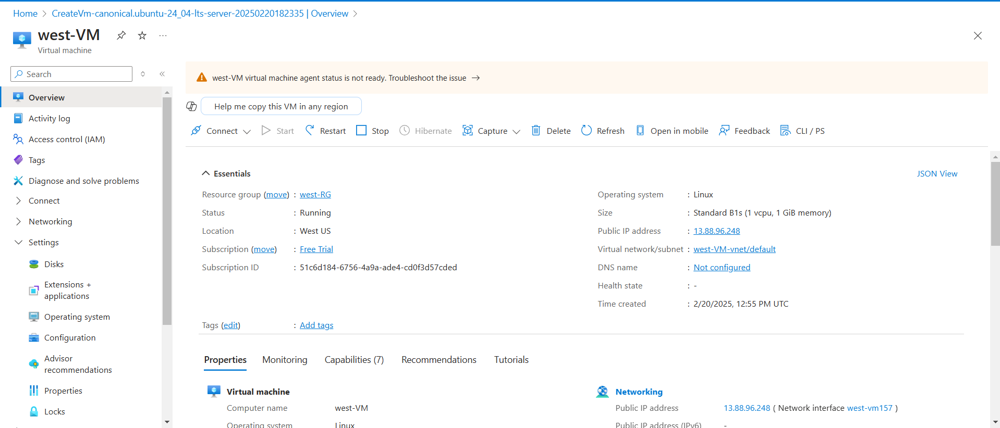 Home > CreateVm-canonical.ubuntu-24_04-lts-server-20250220182335 | Overview >
west-VM
Virtual machine
Search
Overview
Activity log
Access control (IAM)
Tags
Diagnose and solve problems
Connect
Networking
Settings
Disks
Extensions +
applications
Operating system
Configuration
Advisor
recommendations
Properties
Locks
west-VM virtual machine agent status is not ready. Troubleshoot the issue →
Help me copy this VM in any region
Connect Start Restart Stop Hibernate Capture Delete Refresh Open in mobile Feedback CLI / PS
Essentials
JSON View
Resource group (move) : west-RG
Status : Running
Location : West US
Subscription (move) : Free Trial
Subscription ID : 51c6d184-6756-4a9a-ade4-cd0f3d57cded
Operating system : Linux
Size : Standard B1s (1 vcpu, 1 GiB memory)
Public IP address : 13.88.96.248
Virtual network/subnet : west-VM-vnet/default
DNS name : Not configured
Health state : -
Time created : 2/20/2025, 12:55 PM UTC
Tags (edit) : Add tags
Properties Monitoring Capabilities (7) Recommendations Tutorials
Virtual machine
Computer name west-VM
Operating system Linux
Networking
Public IP address 13.88.96.248 ( Network interface west-vm157 )
Public IP address (IPv6) -